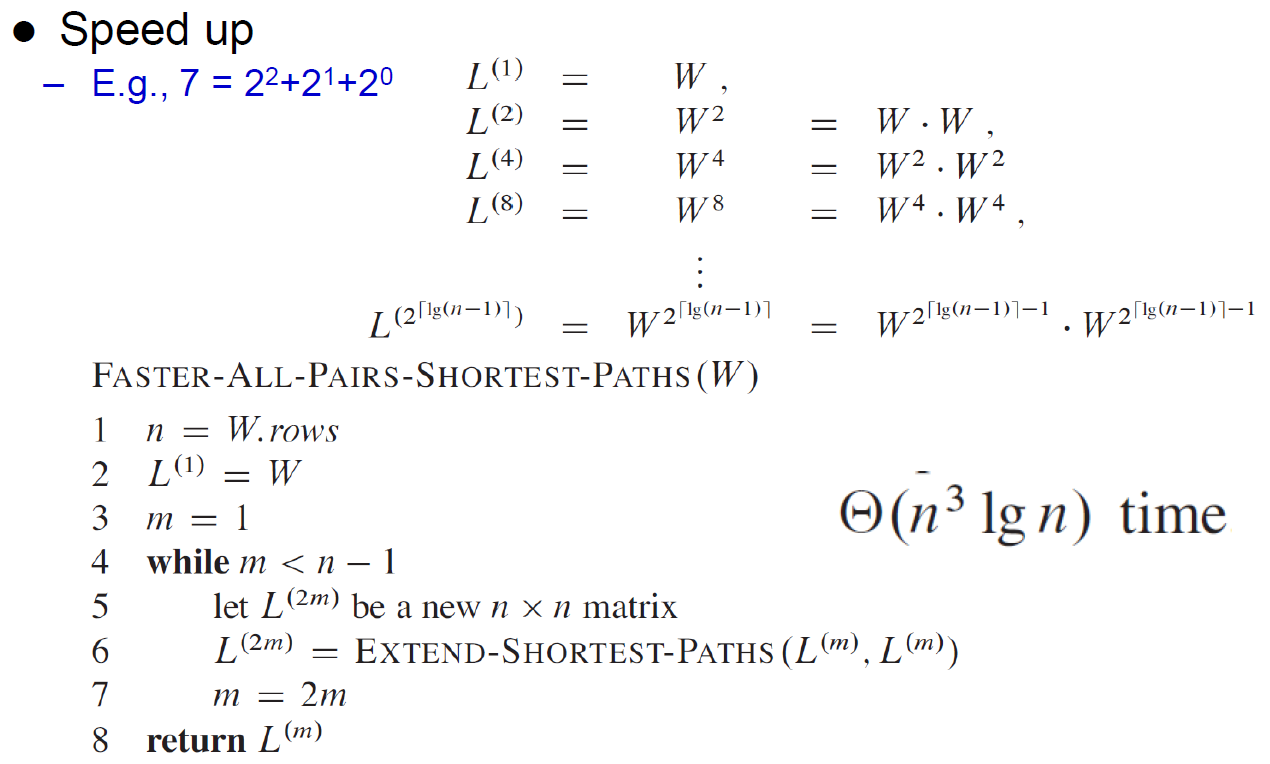 ● Speed up
– E.g., 7 = 2²+2¹+2⁰
L⁽¹⁾ = W ,
L⁽²⁾ = W² = W · W ,
L⁽⁴⁾ = W⁴ = W² · W²
L⁽⁸⁾ = W⁸ = W⁴ · W⁴ ,
⋮
L^(2^⌈lg(n−1)⌉) = W^2^⌈lg(n−1)⌉ = W^2^⌈lg(n−1)⌉−1 · W^2^⌈lg(n−1)⌉−1
FASTER-ALL-PAIRS-SHORTEST-PATHS(W)
1 n = W.rows
2 L⁽¹⁾ = W
3 m = 1
4 while m < n − 1
5 let L⁽²ᵐ⁾ be a new n × n matrix
6 L⁽²ᵐ⁾ = EXTEND-SHORTEST-PATHS(L⁽ᵐ⁾, L⁽ᵐ⁾)
7 m = 2m
8 return L⁽ᵐ⁾
Θ(n³ lg n) time